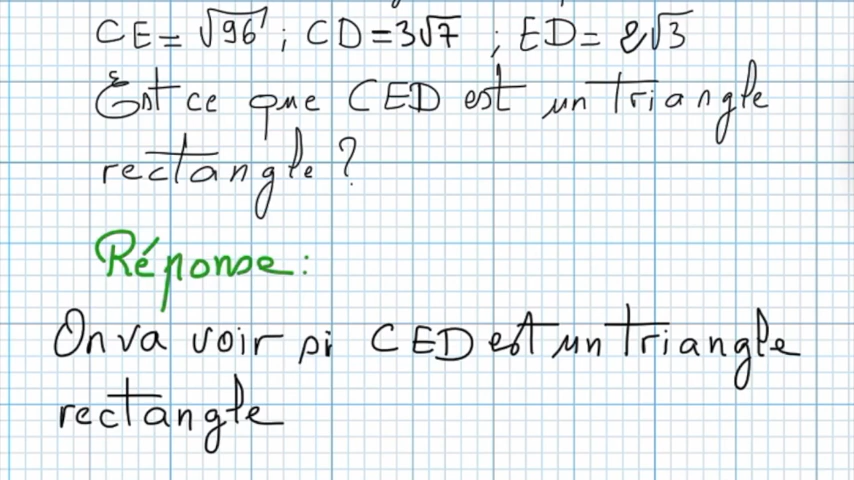 CE = √96 ; CD = 3√7 ; ED = 2√3
Est ce que CED est un triangle
rectangle ?
Réponse :
On va voir si CED est un triangle
rectangle